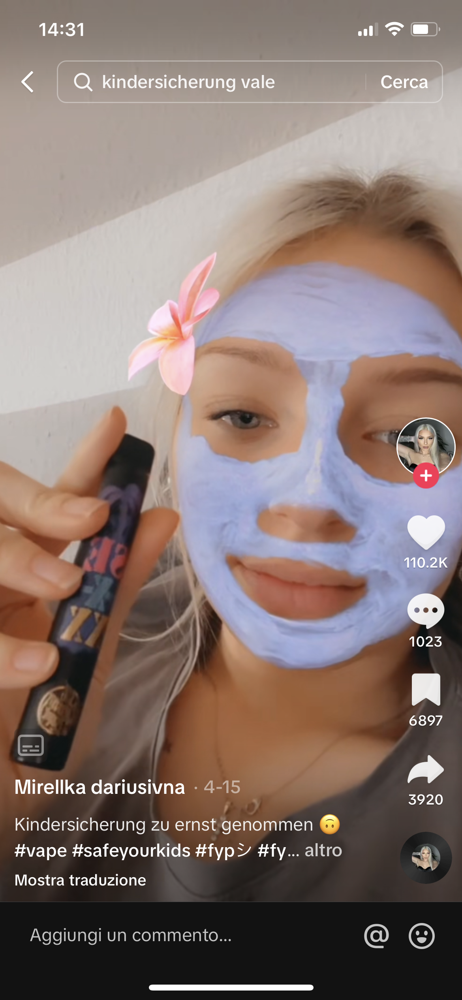 14:31
kindersicherung vale
Cerca
110.2K
1023
6897
3920
Mirellka dariusivna · 4-15
Kindersicherung zu ernst genommen 🙃
#vape #safeyourkids #fypシ #fy... altro
Mostra traduzione
Aggiungi un commento...